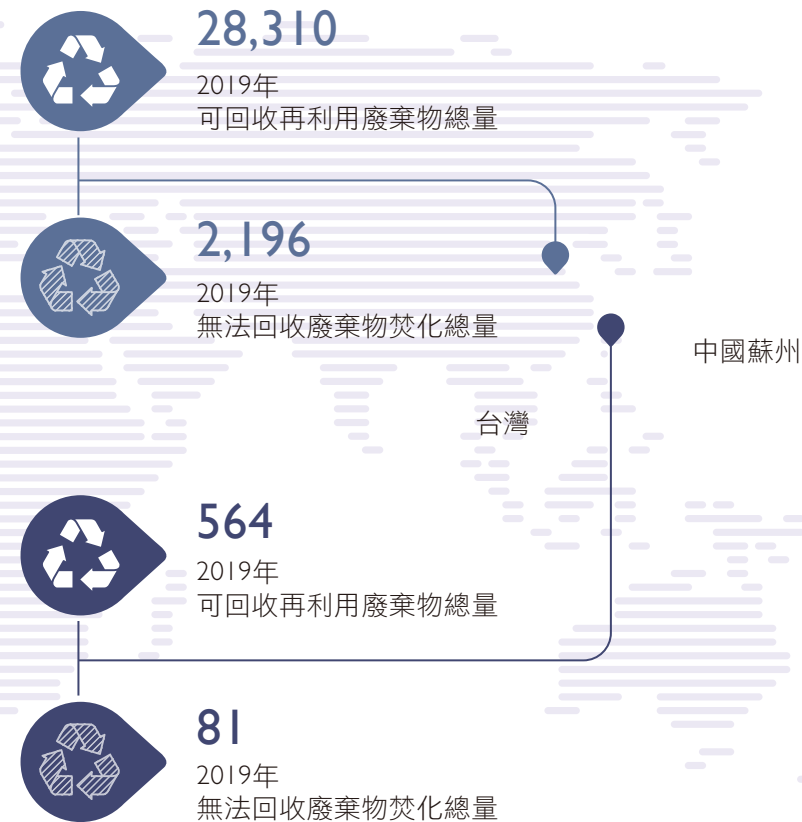 28,310
2019年
可回收再利用廢棄物總量
2,196
2019年
無法回收廢棄物焚化總量
中國蘇州
台灣
564
2019年
可回收再利用廢棄物總量
81
2019年
無法回收廢棄物焚化總量